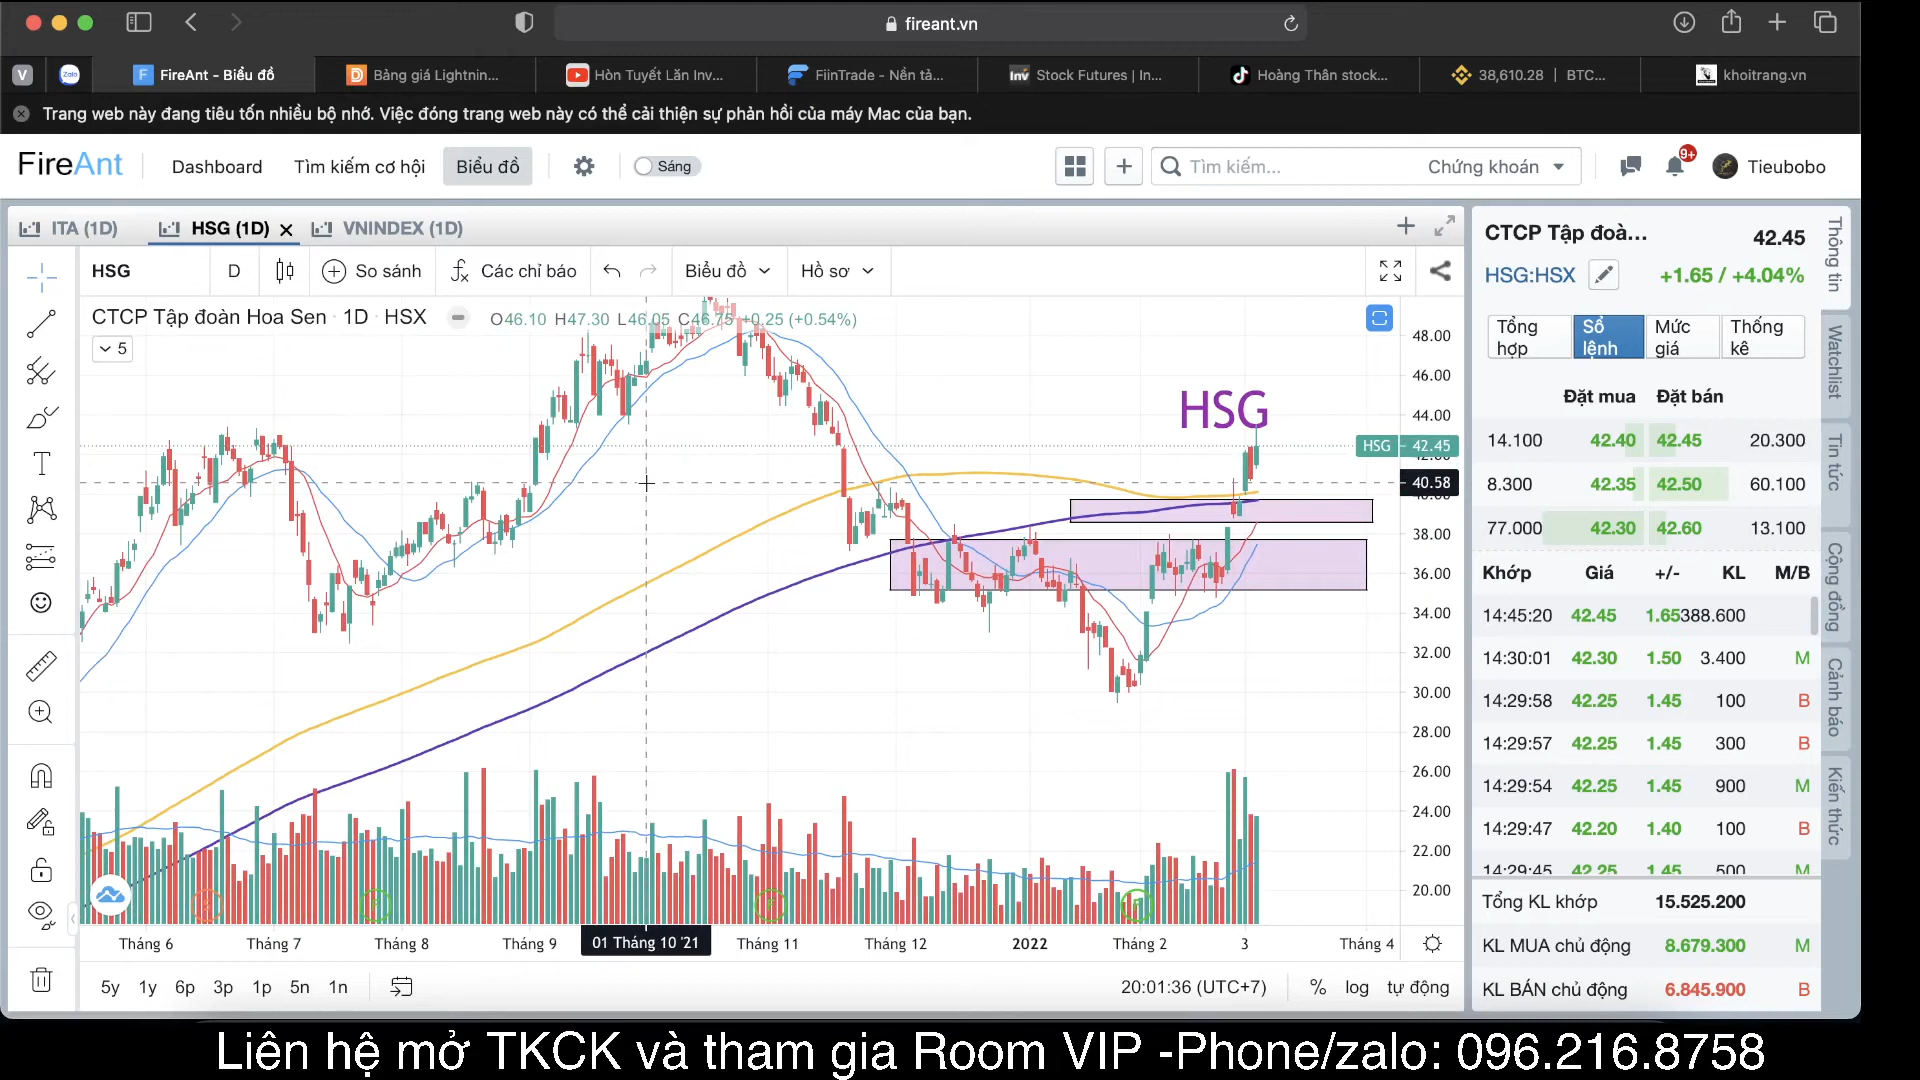 fireant.vn
V
Zalo
FireAnt - Biểu đồ
Bảng giá Lightnin...
Hòn Tuyết Lăn Inv...
FiinTrade - Nền tả...
Inv Stock Futures | In...
Hoàng Thân stock...
38,610.28 | BTC...
khoitrang.vn
Trang web này đang tiêu tốn nhiều bộ nhớ. Việc đóng trang web này có thể cải thiện sự phản hồi của máy Mac của bạn.
FireAnt
Dashboard
Tìm kiếm cơ hội
Biểu đồ
Sáng
Tìm kiếm...
Chứng khoán
9+
Tieubobo
ITA (1D)
HSG (1D)
VNINDEX (1D)
HSG
D
So sánh
Các chỉ báo
Biểu đồ
Hồ sơ
CTCP Tập đoàn Hoa Sen · 1D · HSX
O46.10 H47.30 L46.05 C46.75 +0.25 (+0.54%)
5
HSG
48.00
46.00
44.00
HSG 42.45
42.00
40.58
40.00
38.00
36.00
34.00
32.00
30.00
28.00
26.00
24.00
22.00
20.00
Tháng 6
Tháng 7
Tháng 8
Tháng 9
01 Tháng 10 '21
Tháng 11
Tháng 12
2022
Tháng 2
3
Tháng 4
5y 1y 6p 3p 1p 5n 1n
20:01:36 (UTC+7)
% log tự động
CTCP Tập đoà...
42.45
HSG:HSX
+1.65 / +4.04%
Tổng hợp
Sổ lệnh
Mức giá
Thống kê
Đặt mua Đặt bán
14.100 42.40 42.45 20.300
8.300 42.35 42.50 60.100
77.000 42.30 42.60 13.100
Khớp Giá +/- KL M/B
14:45:20 42.45 1.65 388.600
14:30:01 42.30 1.50 3.400 M
14:29:58 42.25 1.45 100 B
14:29:57 42.25 1.45 300 B
14:29:54 42.25 1.45 900 M
14:29:47 42.20 1.40 100 B
14:29:45 42.25 1.45 500 M
Tổng KL khớp 15.525.200
KL MUA chủ động 8.679.300 M
KL BÁN chủ động 6.845.900 B
Thông tin
Watchlist
Tin tức
Cộng đồng
Cảnh báo
Kiến thức
Liên hệ mở TKCK và tham gia Room VIP -Phone/zalo: 096.216.8758